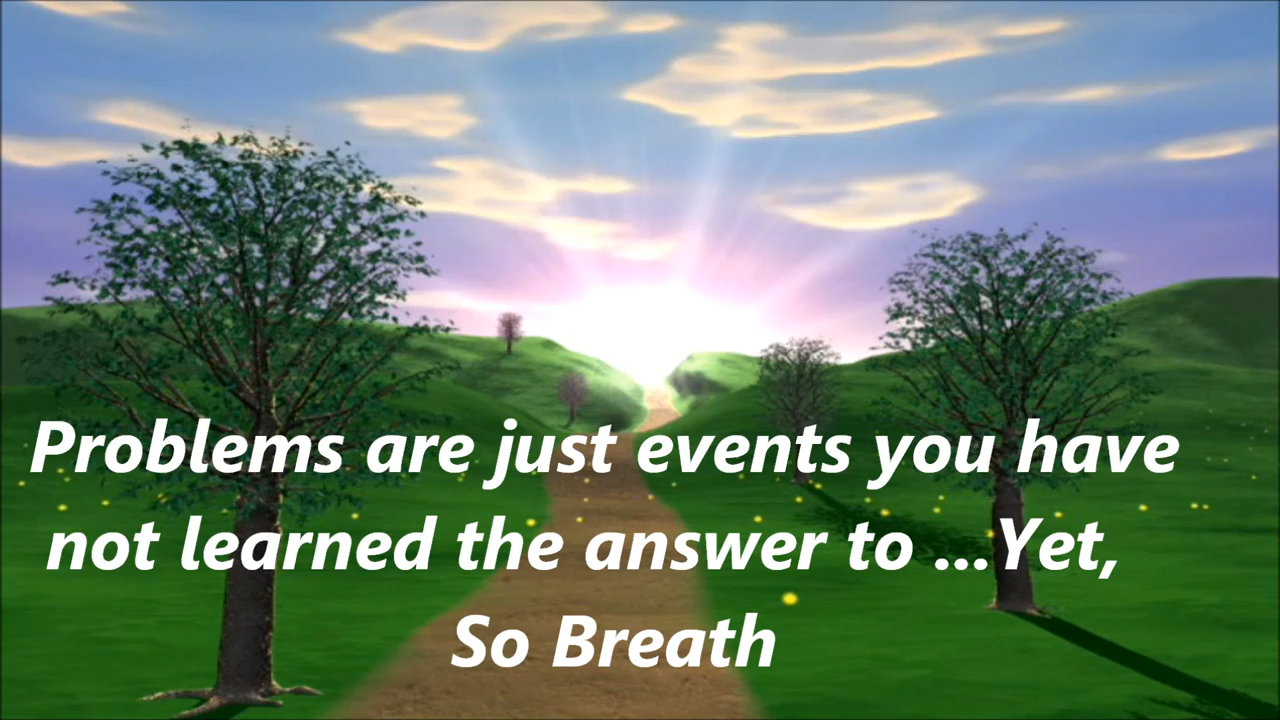 Problems are just events you have
not learned the answer to ...Yet,
So Breath